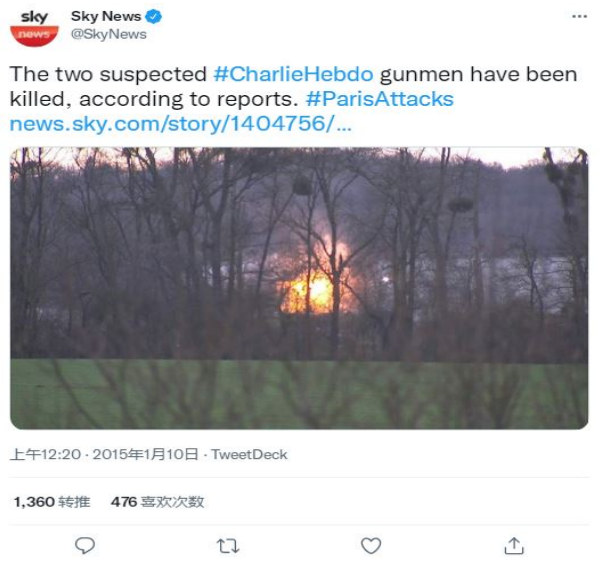 sky
news
Sky News
@SkyNews
The two suspected #CharlieHebdo gunmen have been
killed, according to reports. #ParisAttacks
news.sky.com/story/1404756/...
上午12:20 · 2015年1月10日 · TweetDeck
1,360 转推 476 喜欢次数